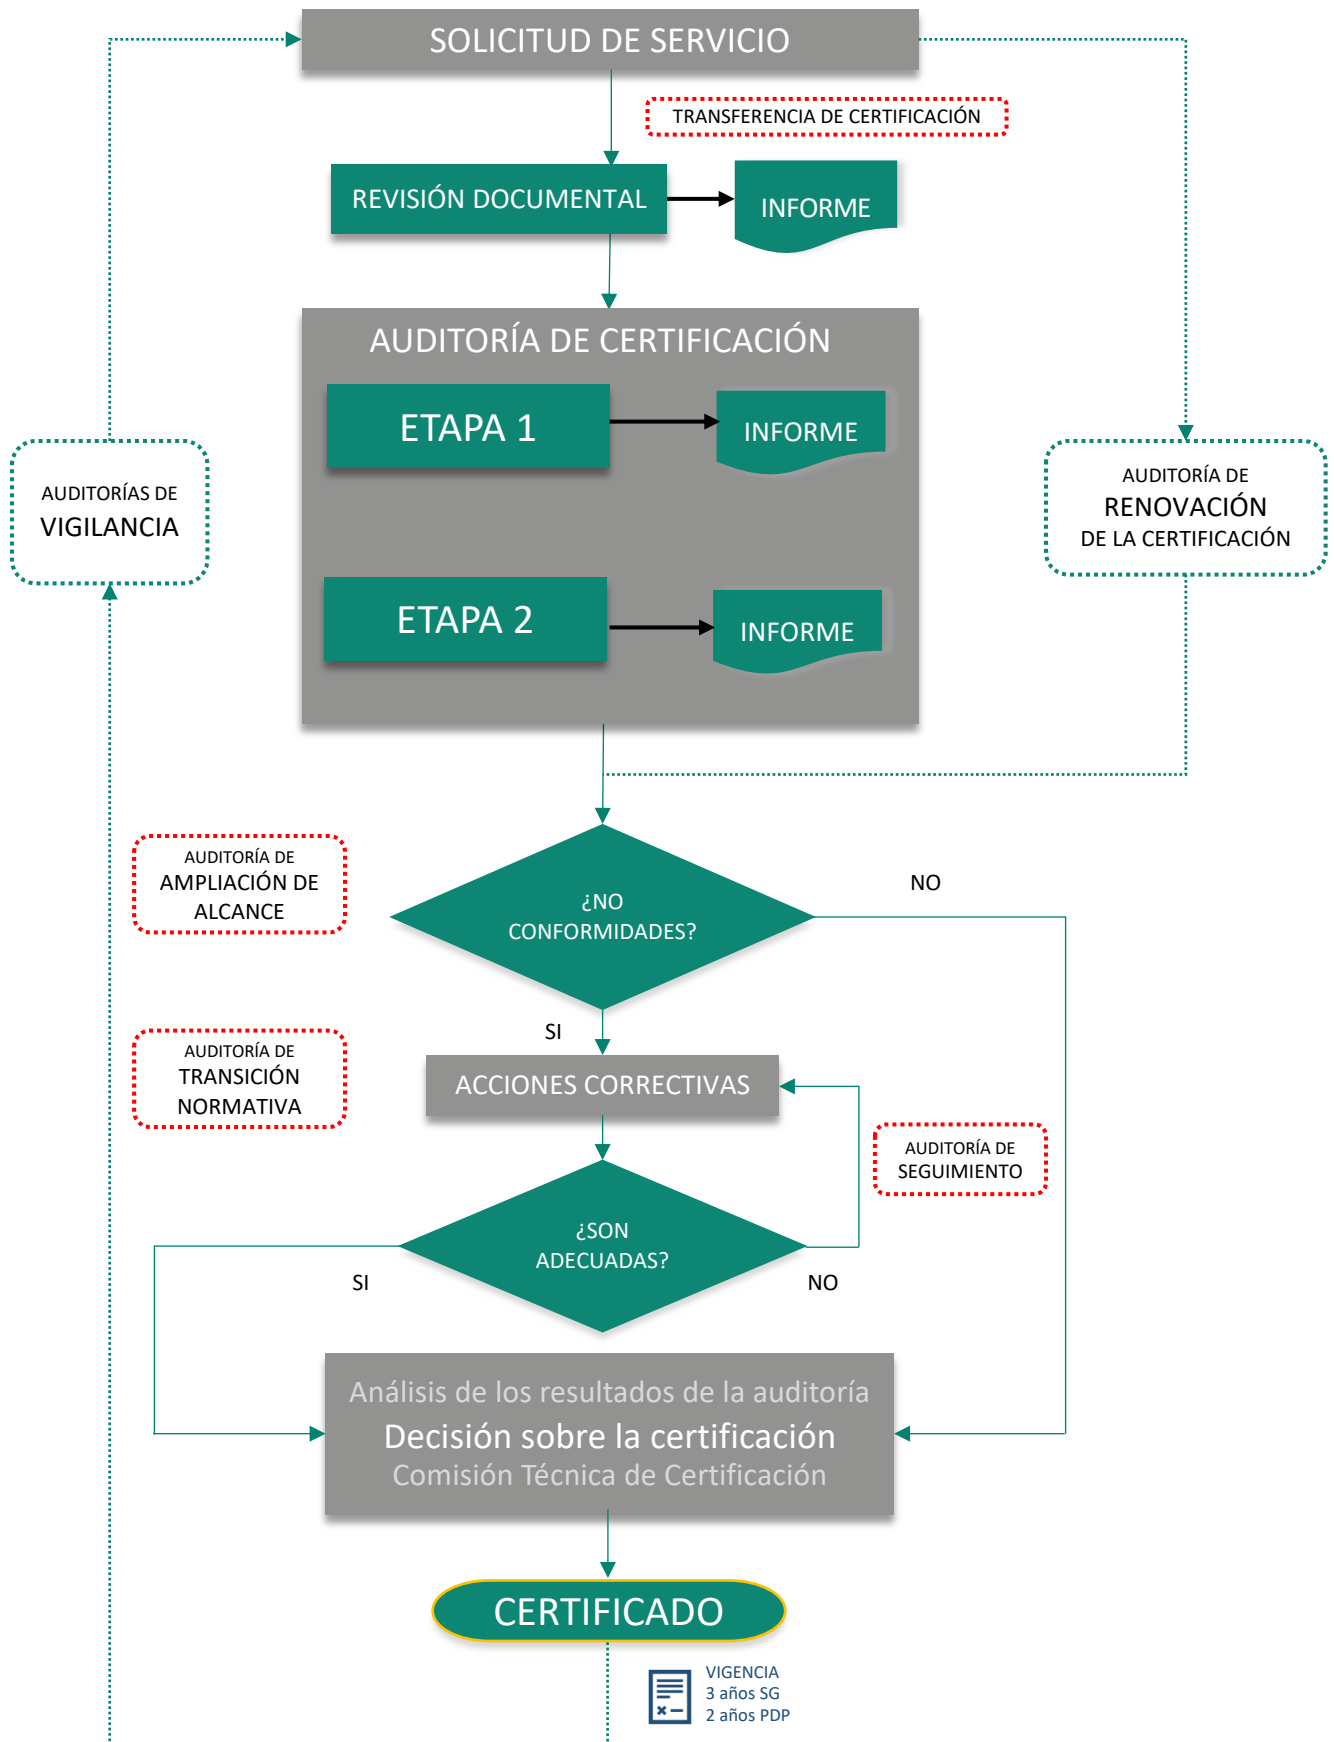 SOLICITUD DE SERVICIO
TRANSFERENCIA DE CERTIFICACIÓN
REVISIÓN DOCUMENTAL
INFORME
AUDITORÍA DE CERTIFICACIÓN
ETAPA 1
INFORME
AUDITORÍAS DE
VIGILANCIA
AUDITORÍA DE
RENOVACIÓN
DE LA CERTIFICACIÓN
ETAPA 2
INFORME
AUDITORÍA DE
AMPLIACIÓN DE
ALCANCE
¿NO
CONFORMIDADES?
NO
SI
AUDITORÍA DE
TRANSICIÓN
NORMATIVA
ACCIONES CORRECTIVAS
AUDITORÍA DE
SEGUIMIENTO
¿SON
ADECUADAS?
SI
NO
Análisis de los resultados de la auditoría
Decisión sobre la certificación
Comisión Técnica de Certificación
CERTIFICADO
VIGENCIA
3 años SG
2 años PDP